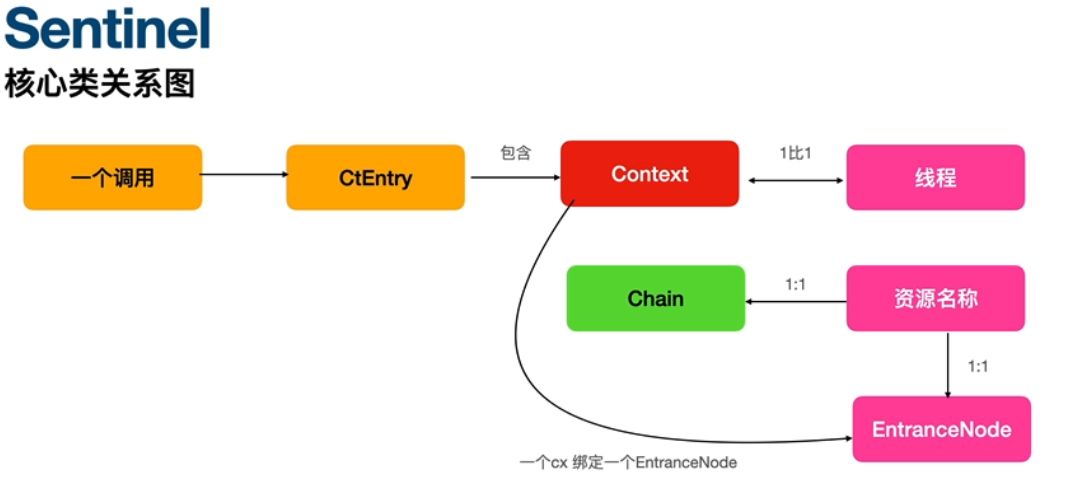 Sentinel
核心类关系图
一个调用
CtEntry
包含
Context
1比1
线程
Chain
1:1
资源名称
1:1
EntranceNode
一个cx 绑定一个EntranceNode